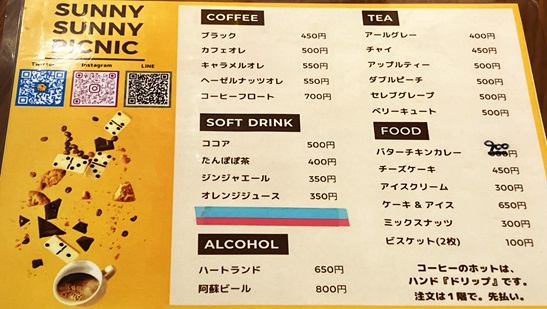 SUNNY
SUNNY
PICNIC
Twitter Instagram LINE
COFFEE
ブラック 450円
カフェオレ 500円
キャラメルオレ 550円
ヘーゼルナッツオレ 550円
コーヒーフロート 700円
SOFT DRINK
ココア 500円
たんぽぽ茶 400円
ジンジャエール 350円
オレンジジュース 350円
ALCOHOL
ハートランド 650円
阿蘇ビール 800円
TEA
アールグレー 400円
チャイ 450円
アップルティー 500円
ダブルピーチ 500円
セレブグレープ 500円
ベリーキュート 500円
FOOD
バターチキンカレー 900円
チーズケーキ 450円
アイスクリーム 300円
ケーキ & アイス 650円
ミックスナッツ 300円
ビスケット(2枚) 100円
コーヒーのホットは、
ハンド『ドリップ』です。
注文は１階で。先払い。